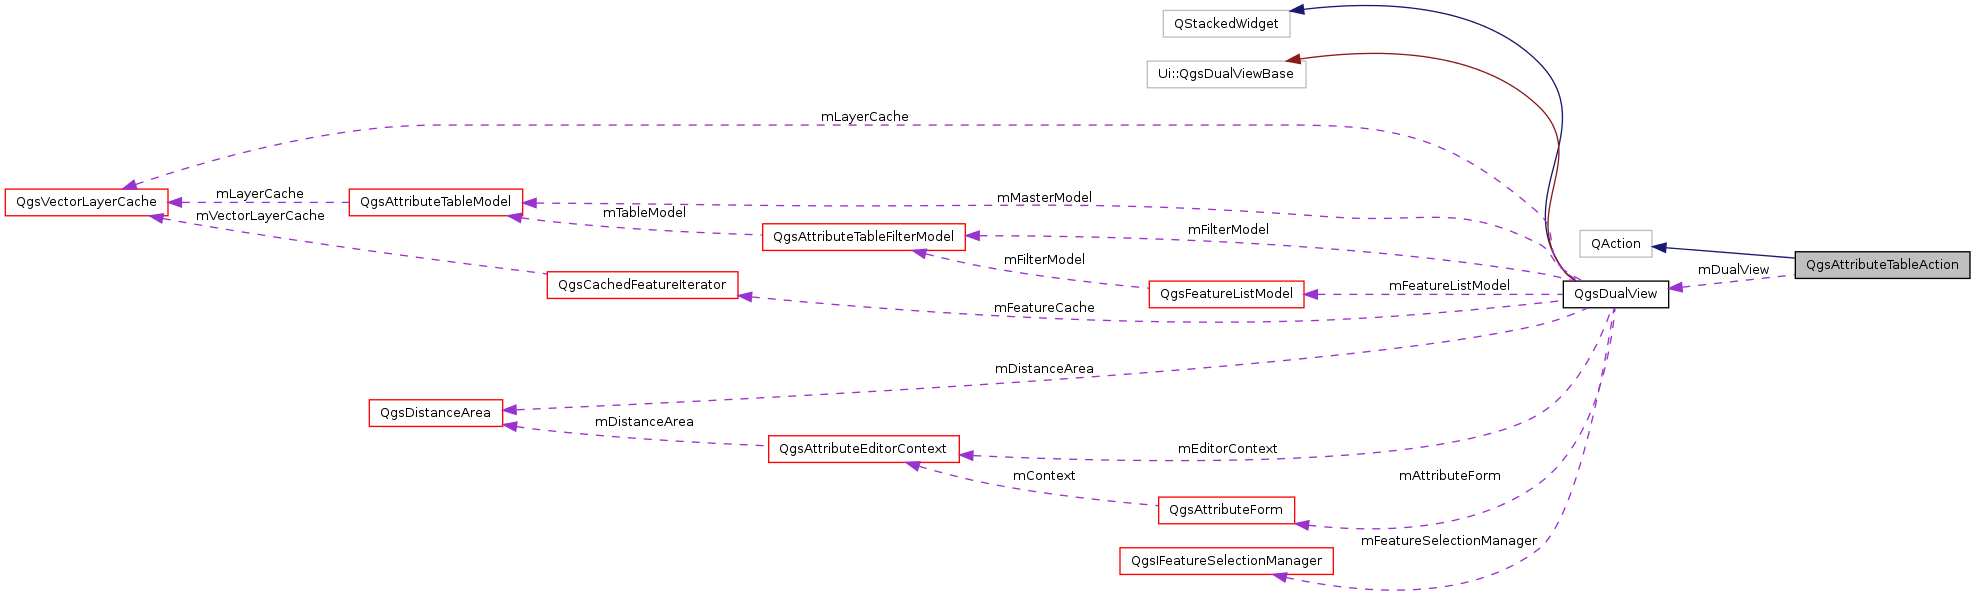 QStackedWidget
Ui::QgsDualViewBase
mLayerCache
QgsVectorLayerCache
mLayerCache
mVectorLayerCache
QgsAttributeTableModel
mMasterModel
mTableModel
QgsAttributeTableFilterModel
mFilterModel
mFilterModel
QAction
QgsAttributeTableAction
mDualView
QgsCachedFeatureIterator
QgsFeatureListModel
mFeatureListModel
QgsDualView
mFeatureCache
mDistanceArea
QgsDistanceArea
mDistanceArea
QgsAttributeEditorContext
mEditorContext
mContext
mAttributeForm
QgsAttributeForm
mFeatureSelectionManager
QgsIFeatureSelectionManager